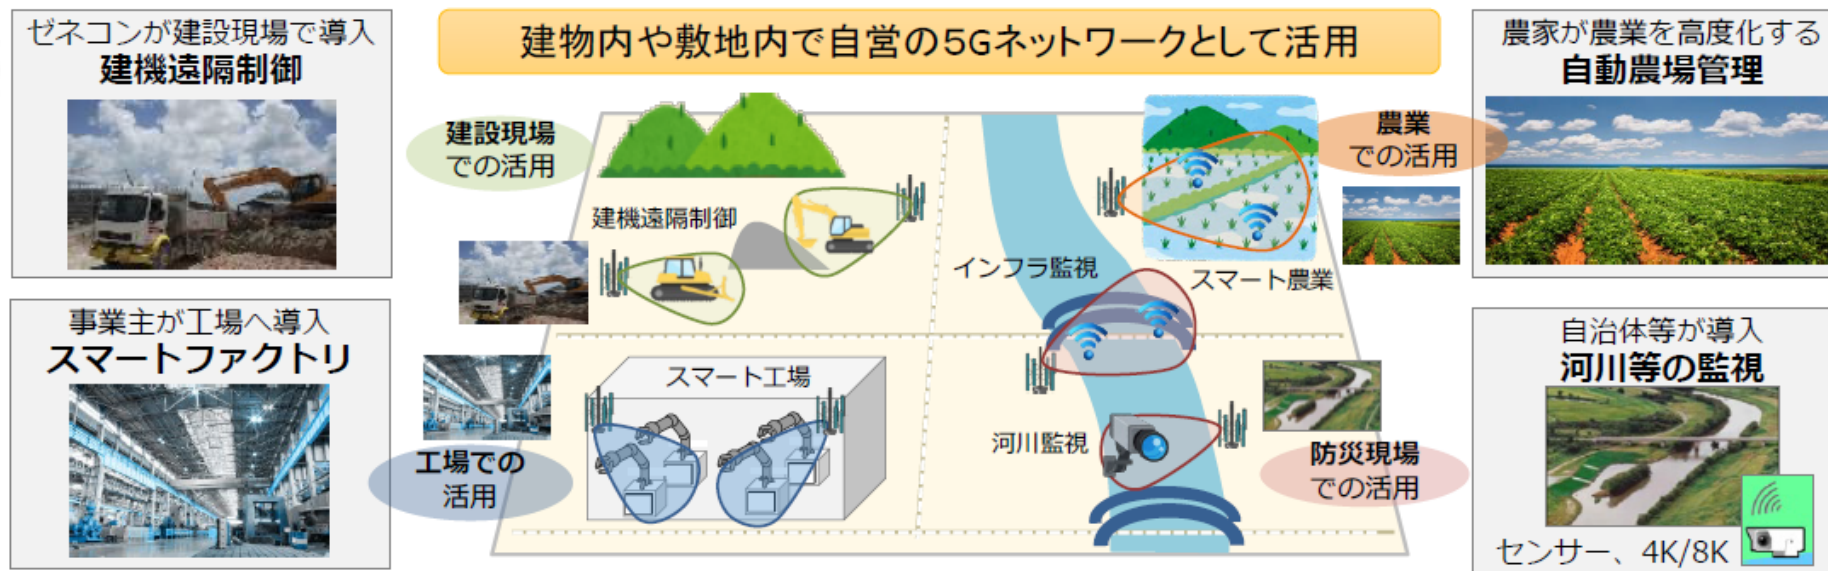 ゼネコンが建設現場で導入
建機遠隔制御
建物内や敷地内で自営の5Gネットワークとして活用
農家が農業を高度化する
自動農場管理
建設現場
での活用
農業
での活用
建機遠隔制御
インフラ監視
スマート農業
事業主が工場へ導入
スマートファクトリ
スマート工場
工場での
活用
河川監視
防災現場
での活用
自治体等が導入
河川等の監視
センサー、4K/8K